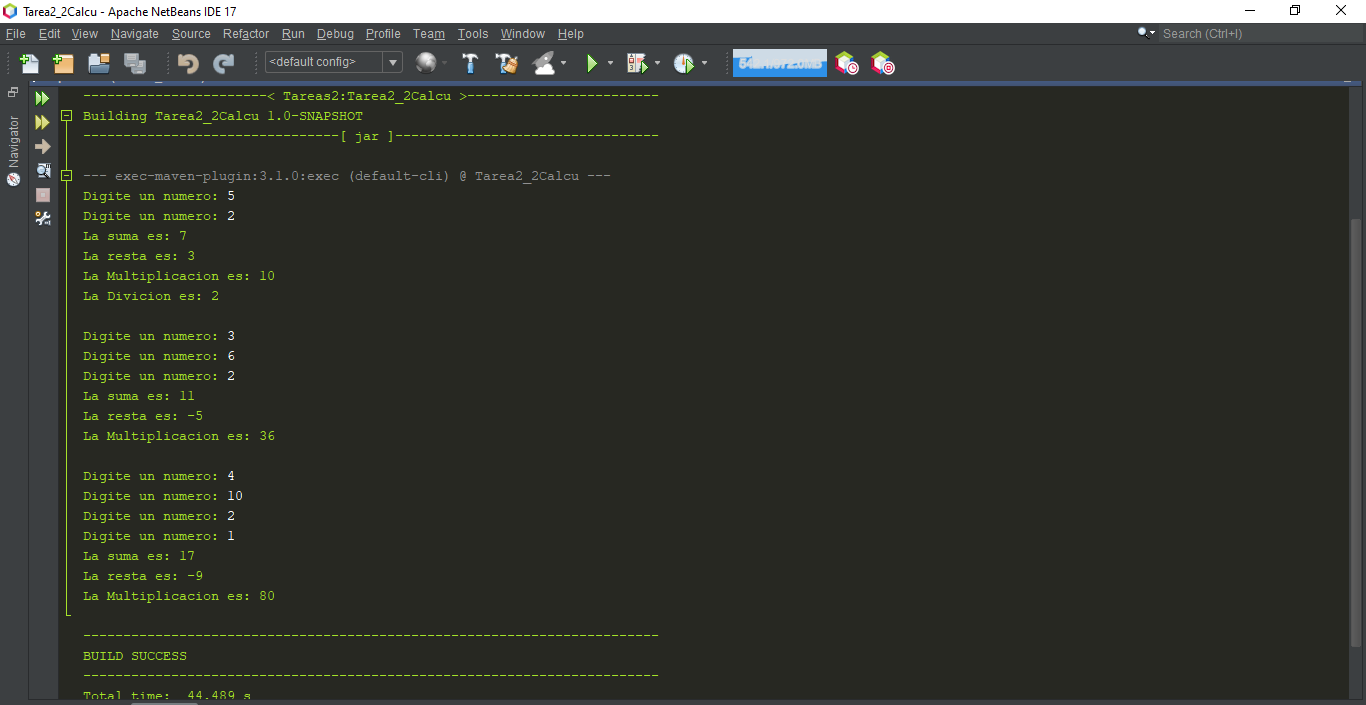 Tarea2_2Calcu - Apache NetBeans IDE 17
File Edit View Navigate Source Refactor Run Debug Profile Team Tools Window Help
Search (Ctrl+I)
<default config>
Navigator
-----------------------< Tareas2:Tarea2_2Calcu >------------------------
Building Tarea2_2Calcu 1.0-SNAPSHOT
--------------------------------[ jar ]---------------------------------
--- exec-maven-plugin:3.1.0:exec (default-cli) @ Tarea2_2Calcu ---
Digite un numero: 5
Digite un numero: 2
La suma es: 7
La resta es: 3
La Multiplicacion es: 10
La Divicion es: 2
Digite un numero: 3
Digite un numero: 6
Digite un numero: 2
La suma es: 11
La resta es: -5
La Multiplicacion es: 36
Digite un numero: 4
Digite un numero: 10
Digite un numero: 2
Digite un numero: 1
La suma es: 17
La resta es: -9
La Multiplicacion es: 80
------------------------------------------------------------------------
BUILD SUCCESS
------------------------------------------------------------------------
Total time:  44.489 s